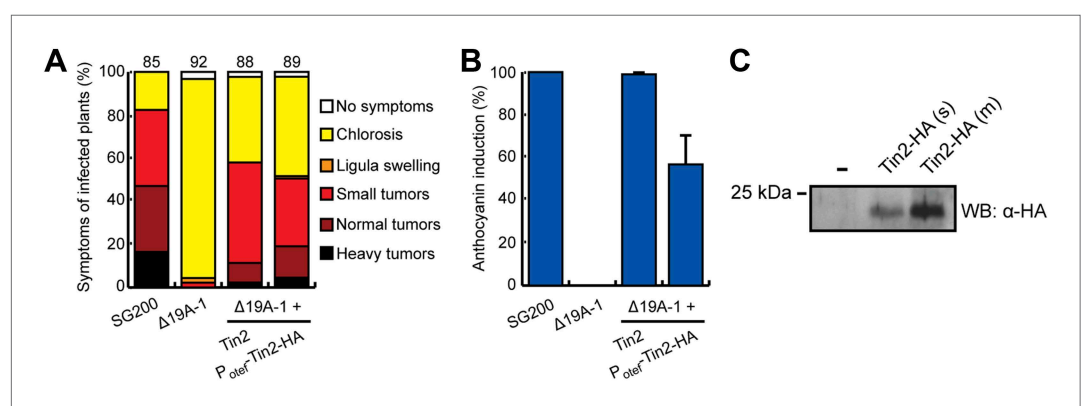 A
85 92 88 89
Symptoms of infected plants (%)
100
80
60
40
20
0
No symptoms
Chlorosis
Ligula swelling
Small tumors
Normal tumors
Heavy tumors
SG200
Δ19A-1
Δ19A-1 +
Tin2
Potef-Tin2-HA
B
Anthocyanin induction (%)
100
80
60
40
20
0
SG200
Δ19A-1
Δ19A-1 +
Tin2
Potef-Tin2-HA
C
-
Tin2-HA (s)
Tin2-HA (m)
25 kDa
WB: α-HA